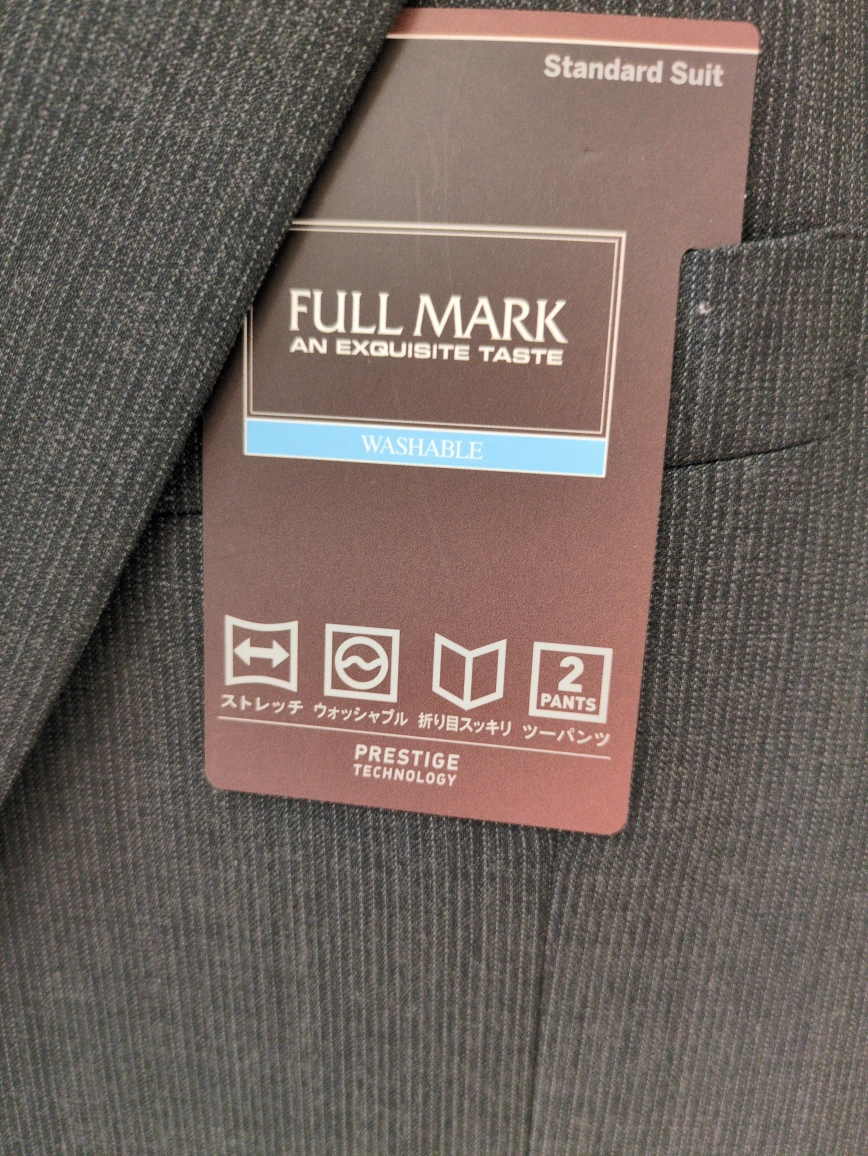 Standard Suit
FULL MARK
AN EXQUISITE TASTE
WASHABLE
2
PANTS
ストレッチ ウォッシャブル 折り目スッキリ ツーパンツ
PRESTIGE
TECHNOLOGY